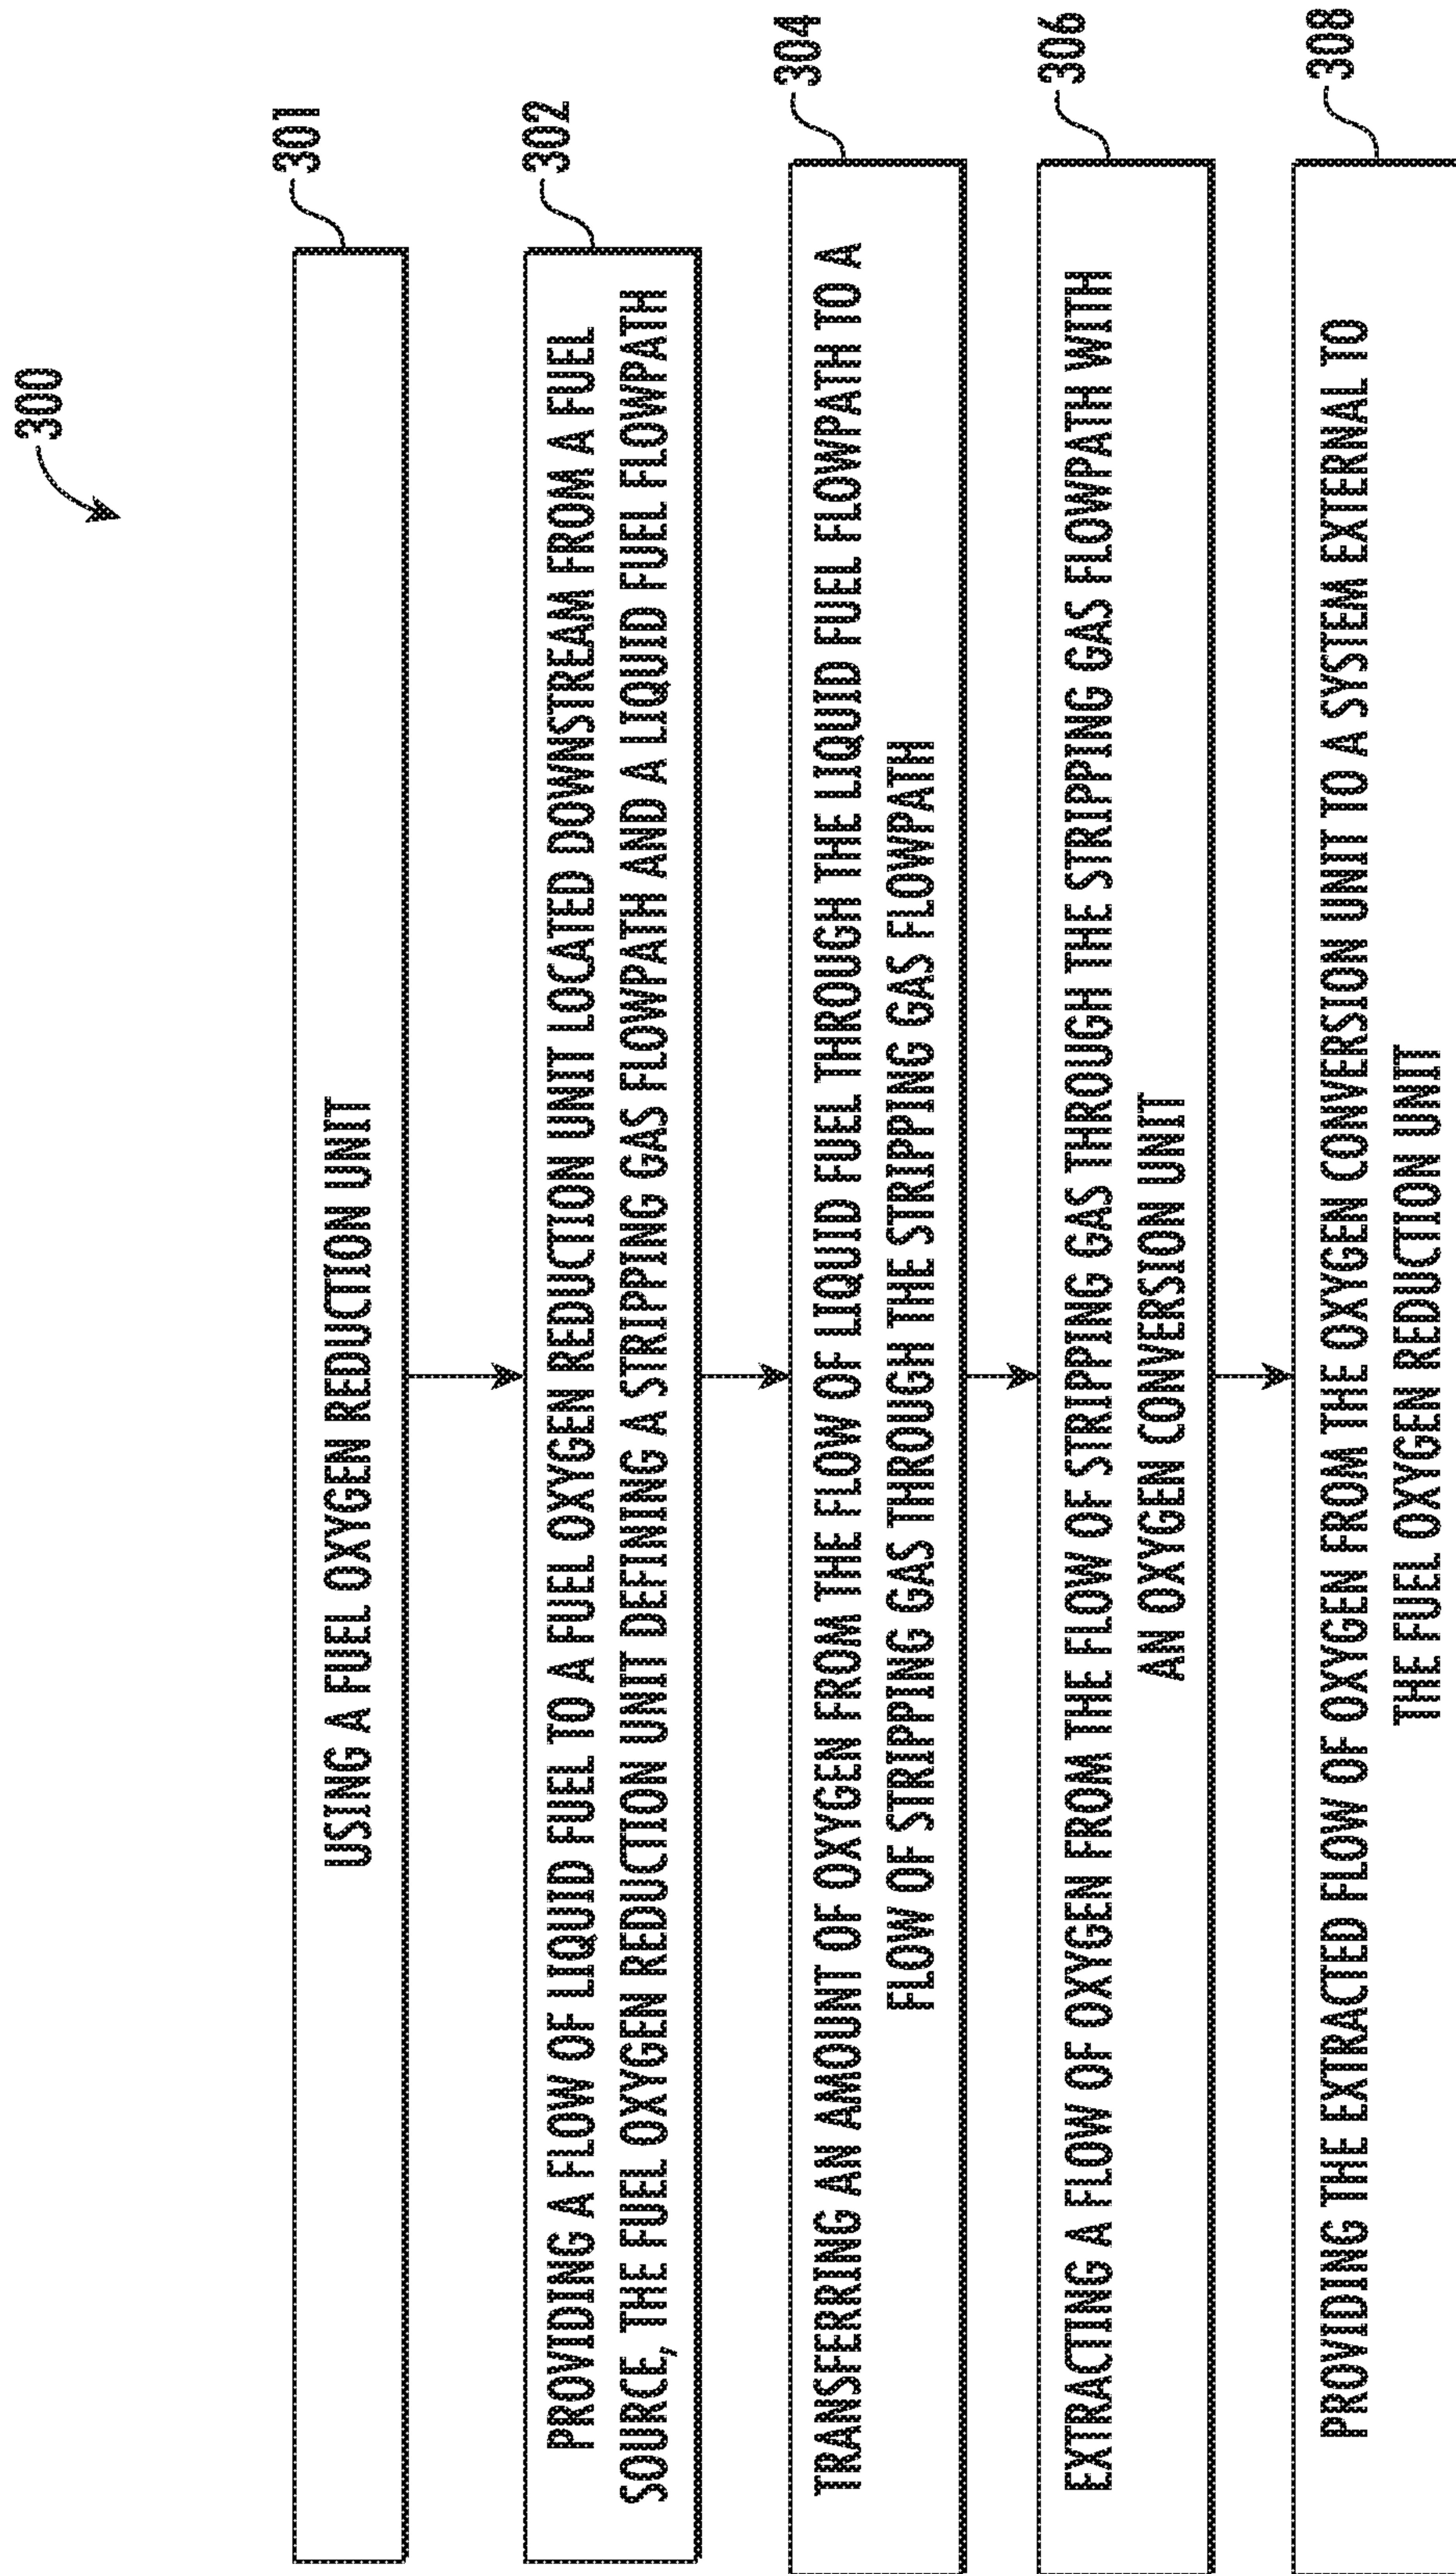 300
301
USING A FUEL OXYGEN REDUCTION UNIT
302
PROVIDING A FLOW OF LIQUID FUEL TO A FUEL OXYGEN REDUCTION UNIT LOCATED DOWNSTREAM FROM A FUEL
SOURCE, THE FUEL OXYGEN REDUCTION UNIT DEFINING A STRIPPING GAS FLOWPATH AND A LIQUID FUEL FLOWPATH
304
TRANSFERRING AN AMOUNT OF OXYGEN FROM THE FLOW OF LIQUID FUEL THROUGH THE LIQUID FUEL FLOWPATH TO A
FLOW OF STRIPPING GAS THROUGH THE STRIPPING GAS FLOWPATH
306
EXTRACTING A FLOW OF OXYGEN FROM THE FLOW OF STRIPPING GAS THROUGH THE STRIPPING GAS FLOWPATH WITH
AN OXYGEN CONVERSION UNIT
308
PROVIDING THE EXTRACTED FLOW OF OXYGEN FROM THE OXYGEN CONVERSION UNIT TO A SYSTEM EXTERNAL TO
THE FUEL OXYGEN REDUCTION UNIT